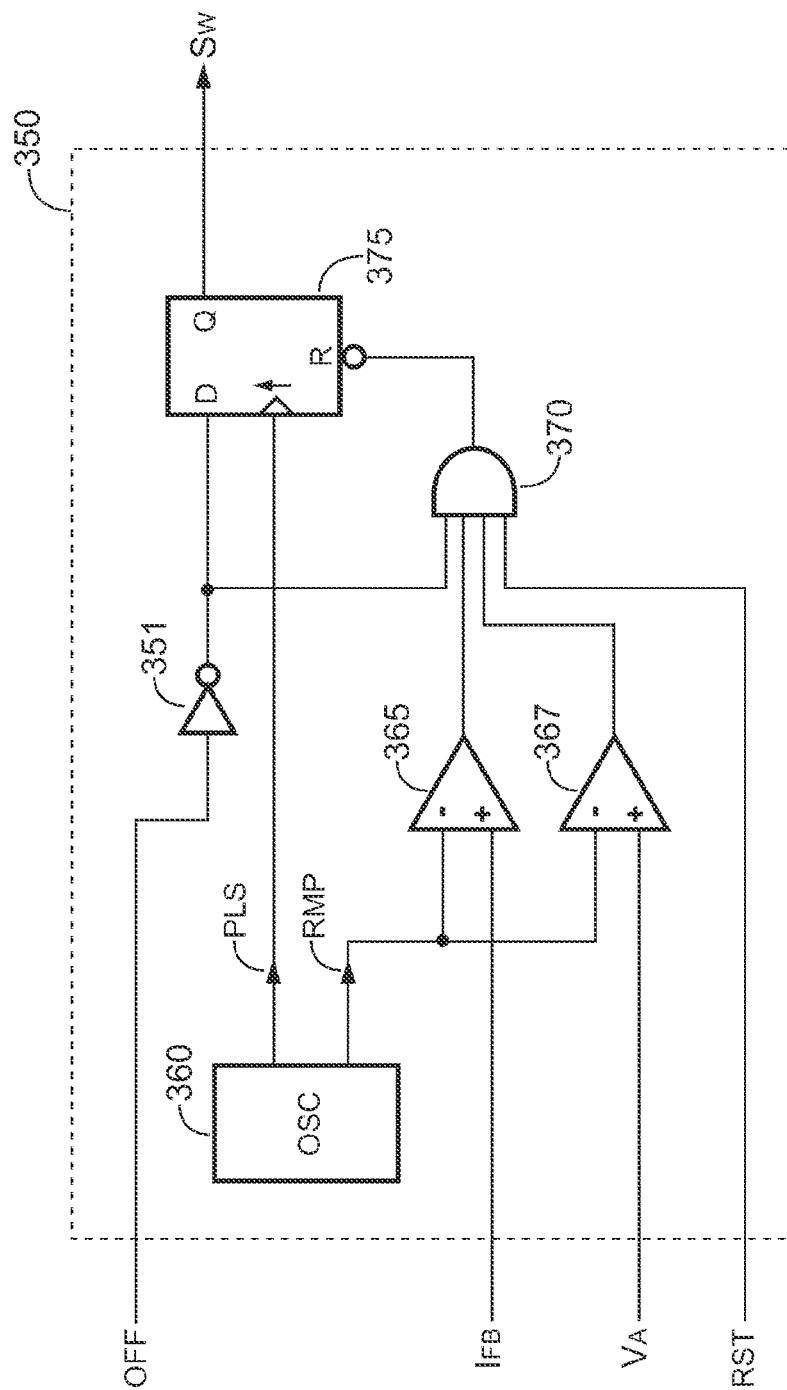 350
SW
OFF
351
D
Q
375
R
PLS
360
RMP
OSC
370
365
-
+
IFB
367
-
+
VA
RST